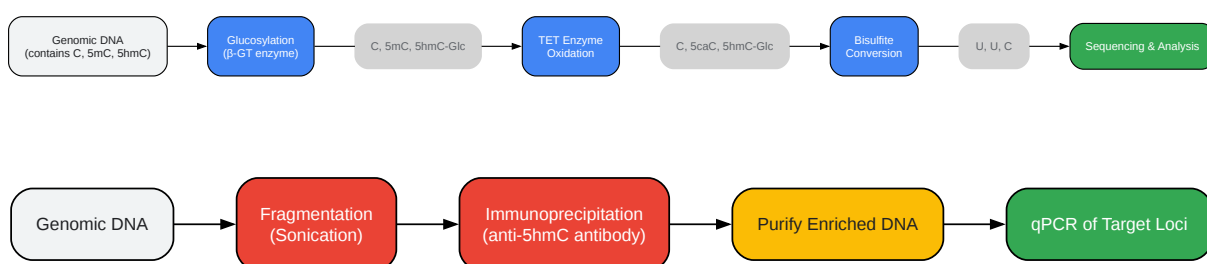 Genomic DNA
(contains C, 5mC, 5hmC)
Glucosylation
(β-GT enzyme)
C, 5mC, 5hmC-Glc
TET Enzyme
Oxidation
C, 5caC, 5hmC-Glc
Bisulfite
Conversion
U, U, C
Sequencing & Analysis
Genomic DNA
Fragmentation
(Sonication)
Immunoprecipitation
(anti-5hmC antibody)
Purify Enriched DNA
qPCR of Target Loci